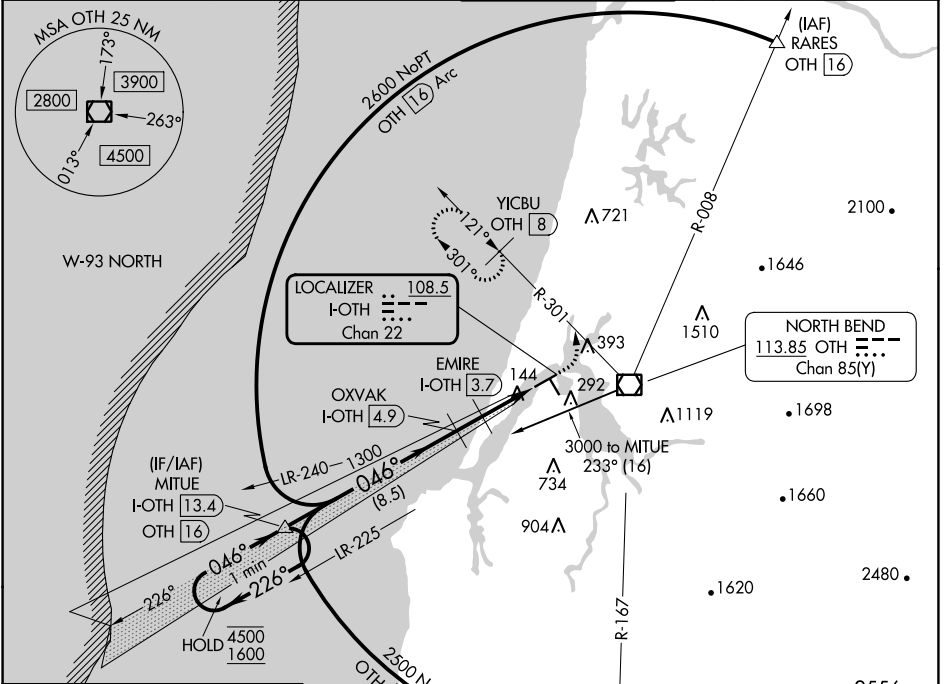 MSA OTH 25 NM
173°
3900
2800
263°
013°
4500
(IAF)
RARES
OTH 16
2600 NoPT
OTH 16 Arc
YICBU
OTH 8
121°
301°
721
R-008
2100
W-93 NORTH
1646
LOCALIZER 108.5
I-OTH
Chan 22
R-301
1510
NORTH BEND
113.85 OTH
Chan 85(Y)
393
EMIRE
I-OTH 3.7
144
292
OXVAK
I-OTH 4.9
1119
1698
3000 to MITUE
233° (16)
LR-240
1300
046°
(8.5)
(IF/IAF)
MITUE
I-OTH 13.4
OTH 16
734
1660
904
LR-225
046°
1 min
226°
226°
HOLD 4500
1600
1620
2480
R-167
2500 N
OTH